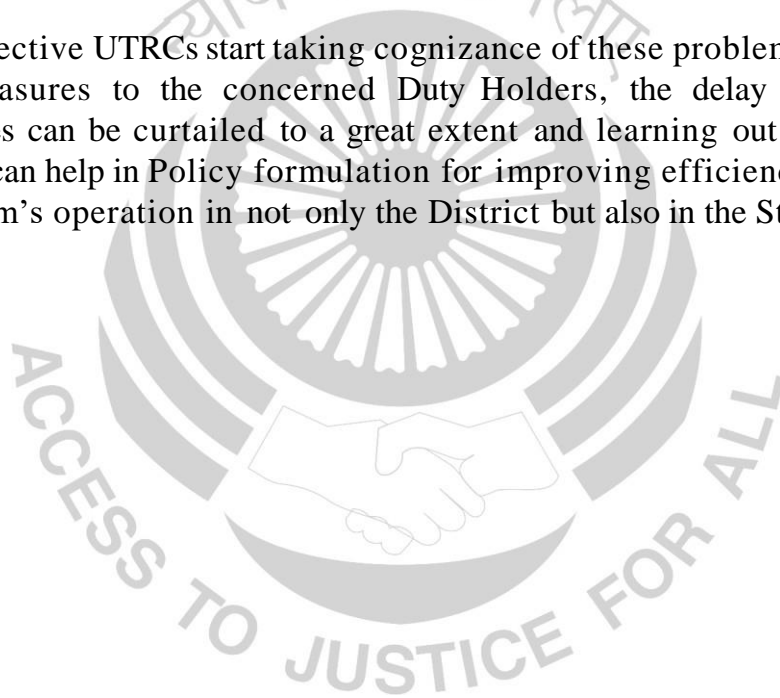 ective UTRCs start taking cognizance of these problem
asures to the concerned Duty Holders, the delay
es can be curtailed to a great extent and learning out
can help in Policy formulation for improving efficienc
m’s operation in not only the District but also in the St
ACCESS TO JUSTICE FOR ALL